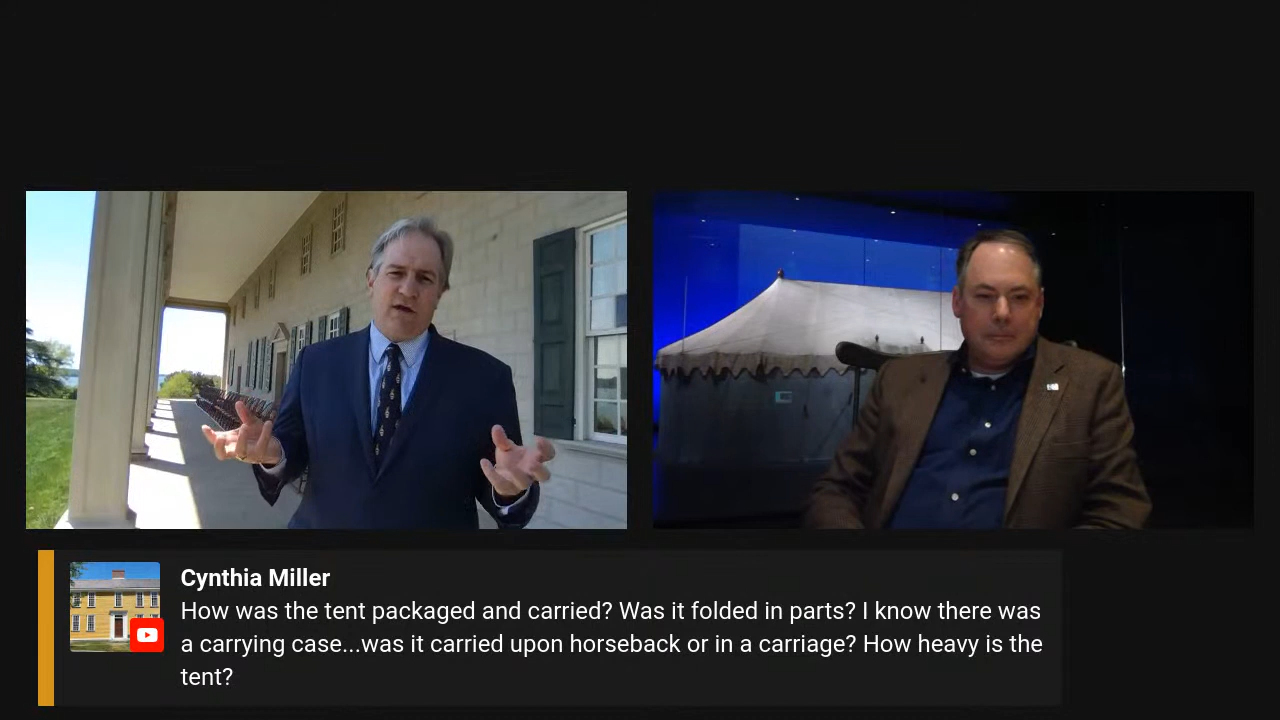 Cynthia Miller
How was the tent packaged and carried? Was it folded in parts? I know there was
a carrying case...was it carried upon horseback or in a carriage? How heavy is the
tent?